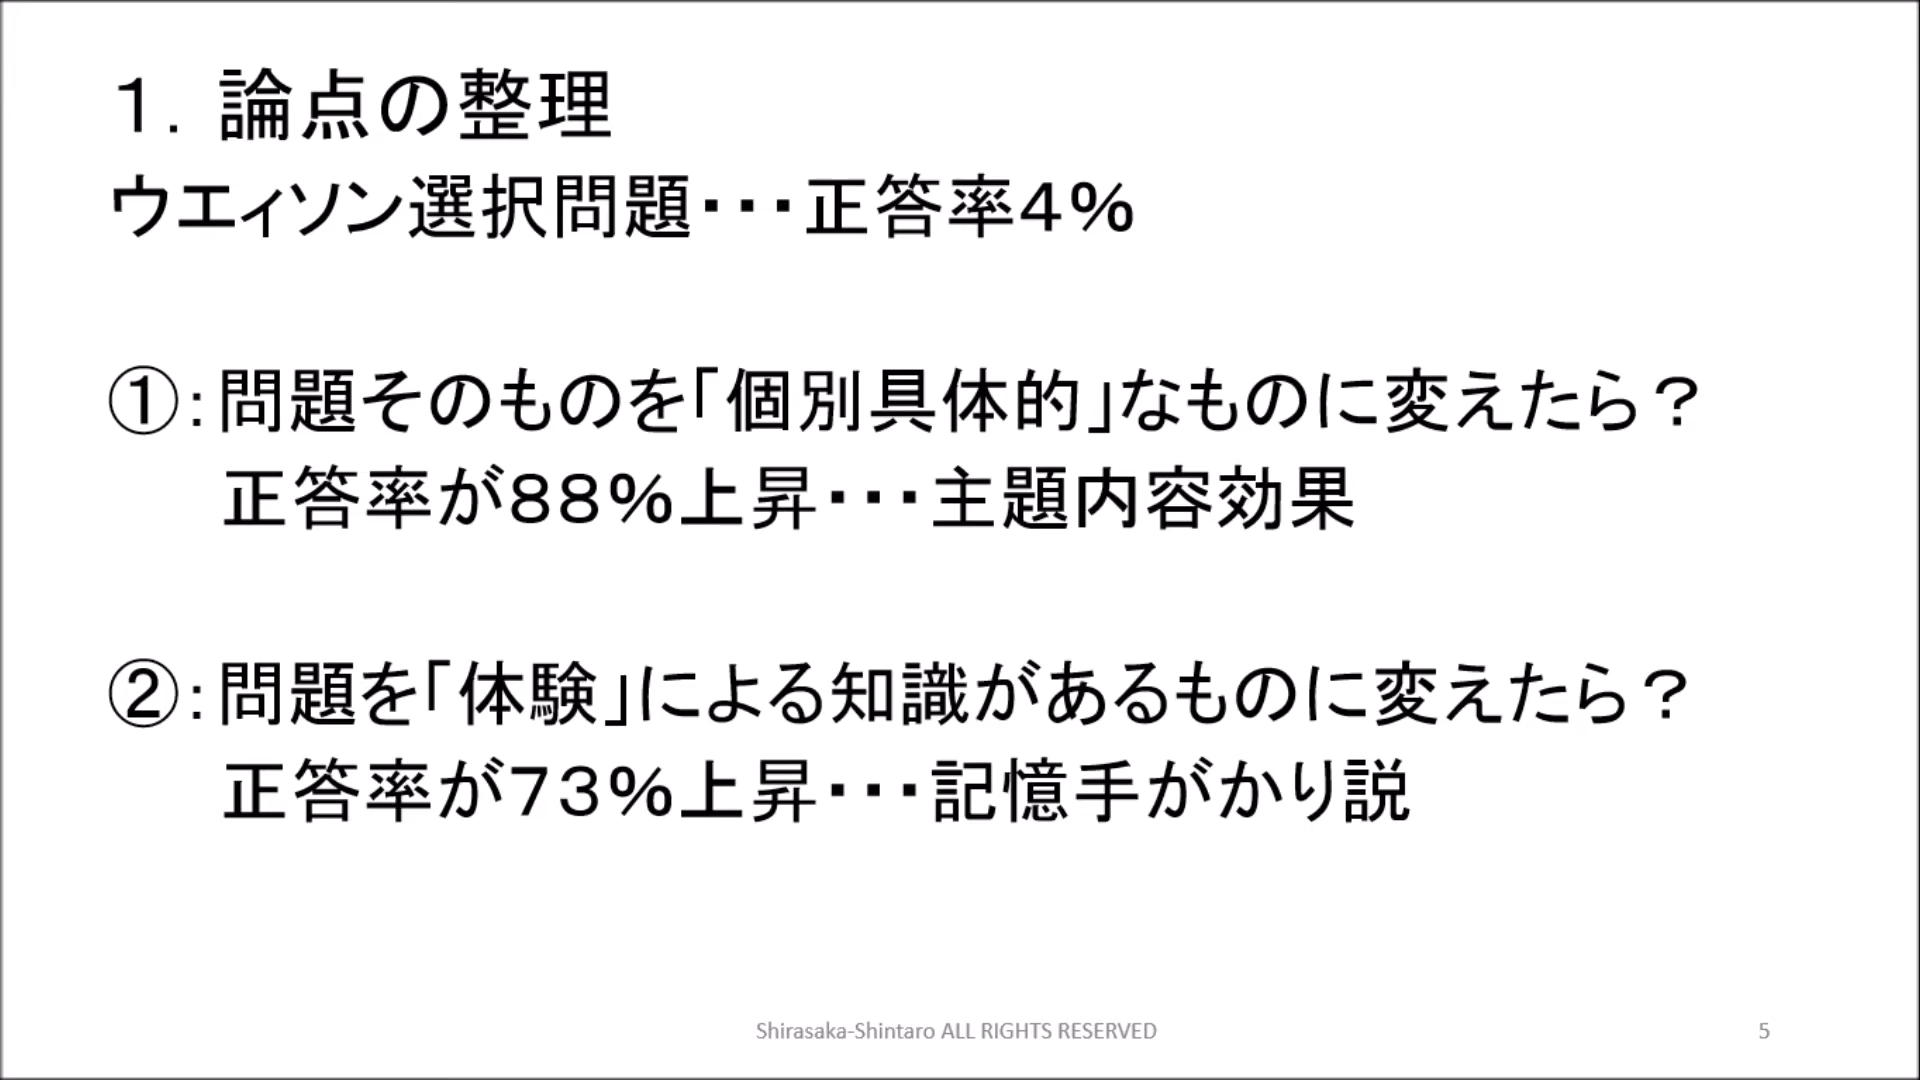 １．論点の整理
ウエィソン選択問題・・・正答率４％
①：問題そのものを「個別具体的」なものに変えたら？
正答率が８８％上昇・・・主題内容効果
②：問題を「体験」による知識があるものに変えたら？
正答率が７３％上昇・・・記憶手がかり説
Shirasaka-Shintaro ALL RIGHTS RESERVED
5